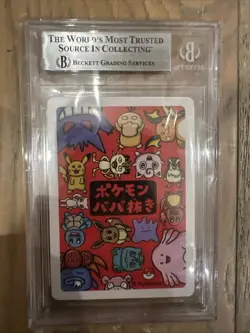 THE WORLD'S MOST TRUSTED
SOURCE IN COLLECTING
B BECKETT GRADING SERVICES
B
ポケモン
ババ抜き